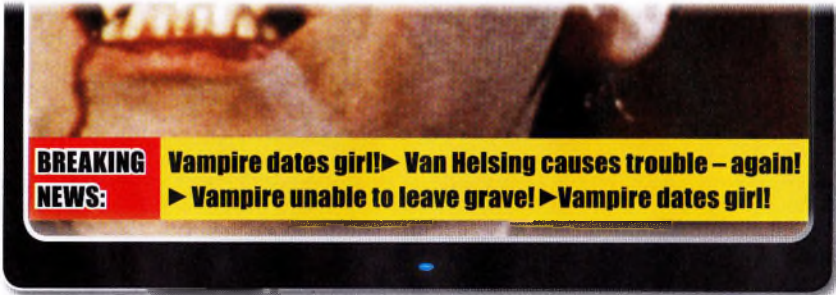 BREAKING Vampire dates girl!► Van Helsing causes trouble – again!
NEWS: ► Vampire unable to leave grave! ►Vampire dates girl!